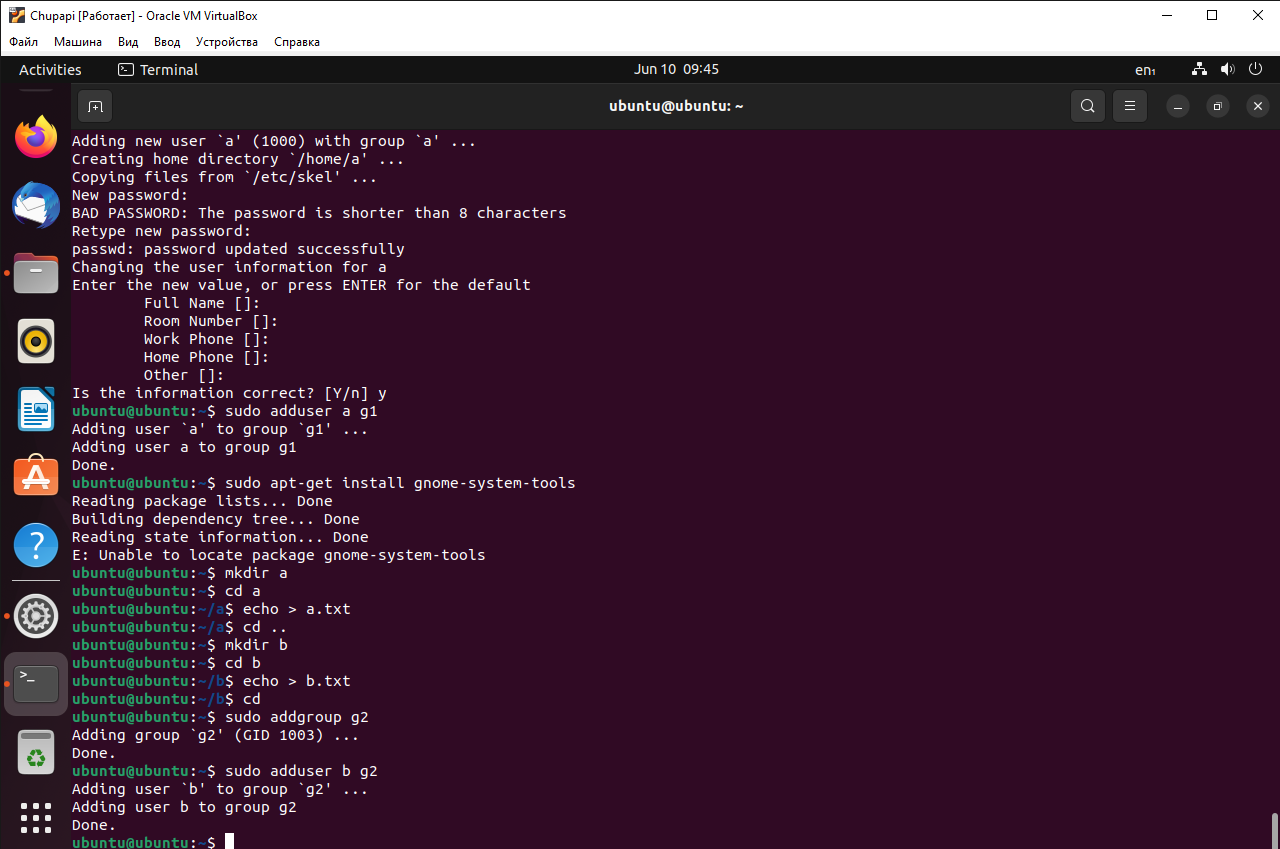 Chupapi [Работает] - Oracle VM VirtualBox
Файл Машина Вид Ввод Устройства Справка
Activities Terminal Jun 10 09:45 en₁
ubuntu@ubuntu: ~
Adding new user `a' (1000) with group `a' ...
Creating home directory `/home/a' ...
Copying files from `/etc/skel' ...
New password:
BAD PASSWORD: The password is shorter than 8 characters
Retype new password:
passwd: password updated successfully
Changing the user information for a
Enter the new value, or press ENTER for the default
Full Name []:
Room Number []:
Work Phone []:
Home Phone []:
Other []:
Is the information correct? [Y/n] y
ubuntu@ubuntu:~$ sudo adduser a g1
Adding user `a' to group `g1' ...
Adding user a to group g1
Done.
ubuntu@ubuntu:~$ sudo apt-get install gnome-system-tools
Reading package lists... Done
Building dependency tree... Done
Reading state information... Done
E: Unable to locate package gnome-system-tools
ubuntu@ubuntu:~$ mkdir a
ubuntu@ubuntu:~$ cd a
ubuntu@ubuntu:~/a$ echo > a.txt
ubuntu@ubuntu:~/a$ cd ..
ubuntu@ubuntu:~$ mkdir b
ubuntu@ubuntu:~$ cd b
ubuntu@ubuntu:~/b$ echo > b.txt
ubuntu@ubuntu:~/b$ cd
ubuntu@ubuntu:~$ sudo addgroup g2
Adding group `g2' (GID 1003) ...
Done.
ubuntu@ubuntu:~$ sudo adduser b g2
Adding user `b' to group `g2' ...
Adding user b to group g2
Done.
ubuntu@ubuntu:~$